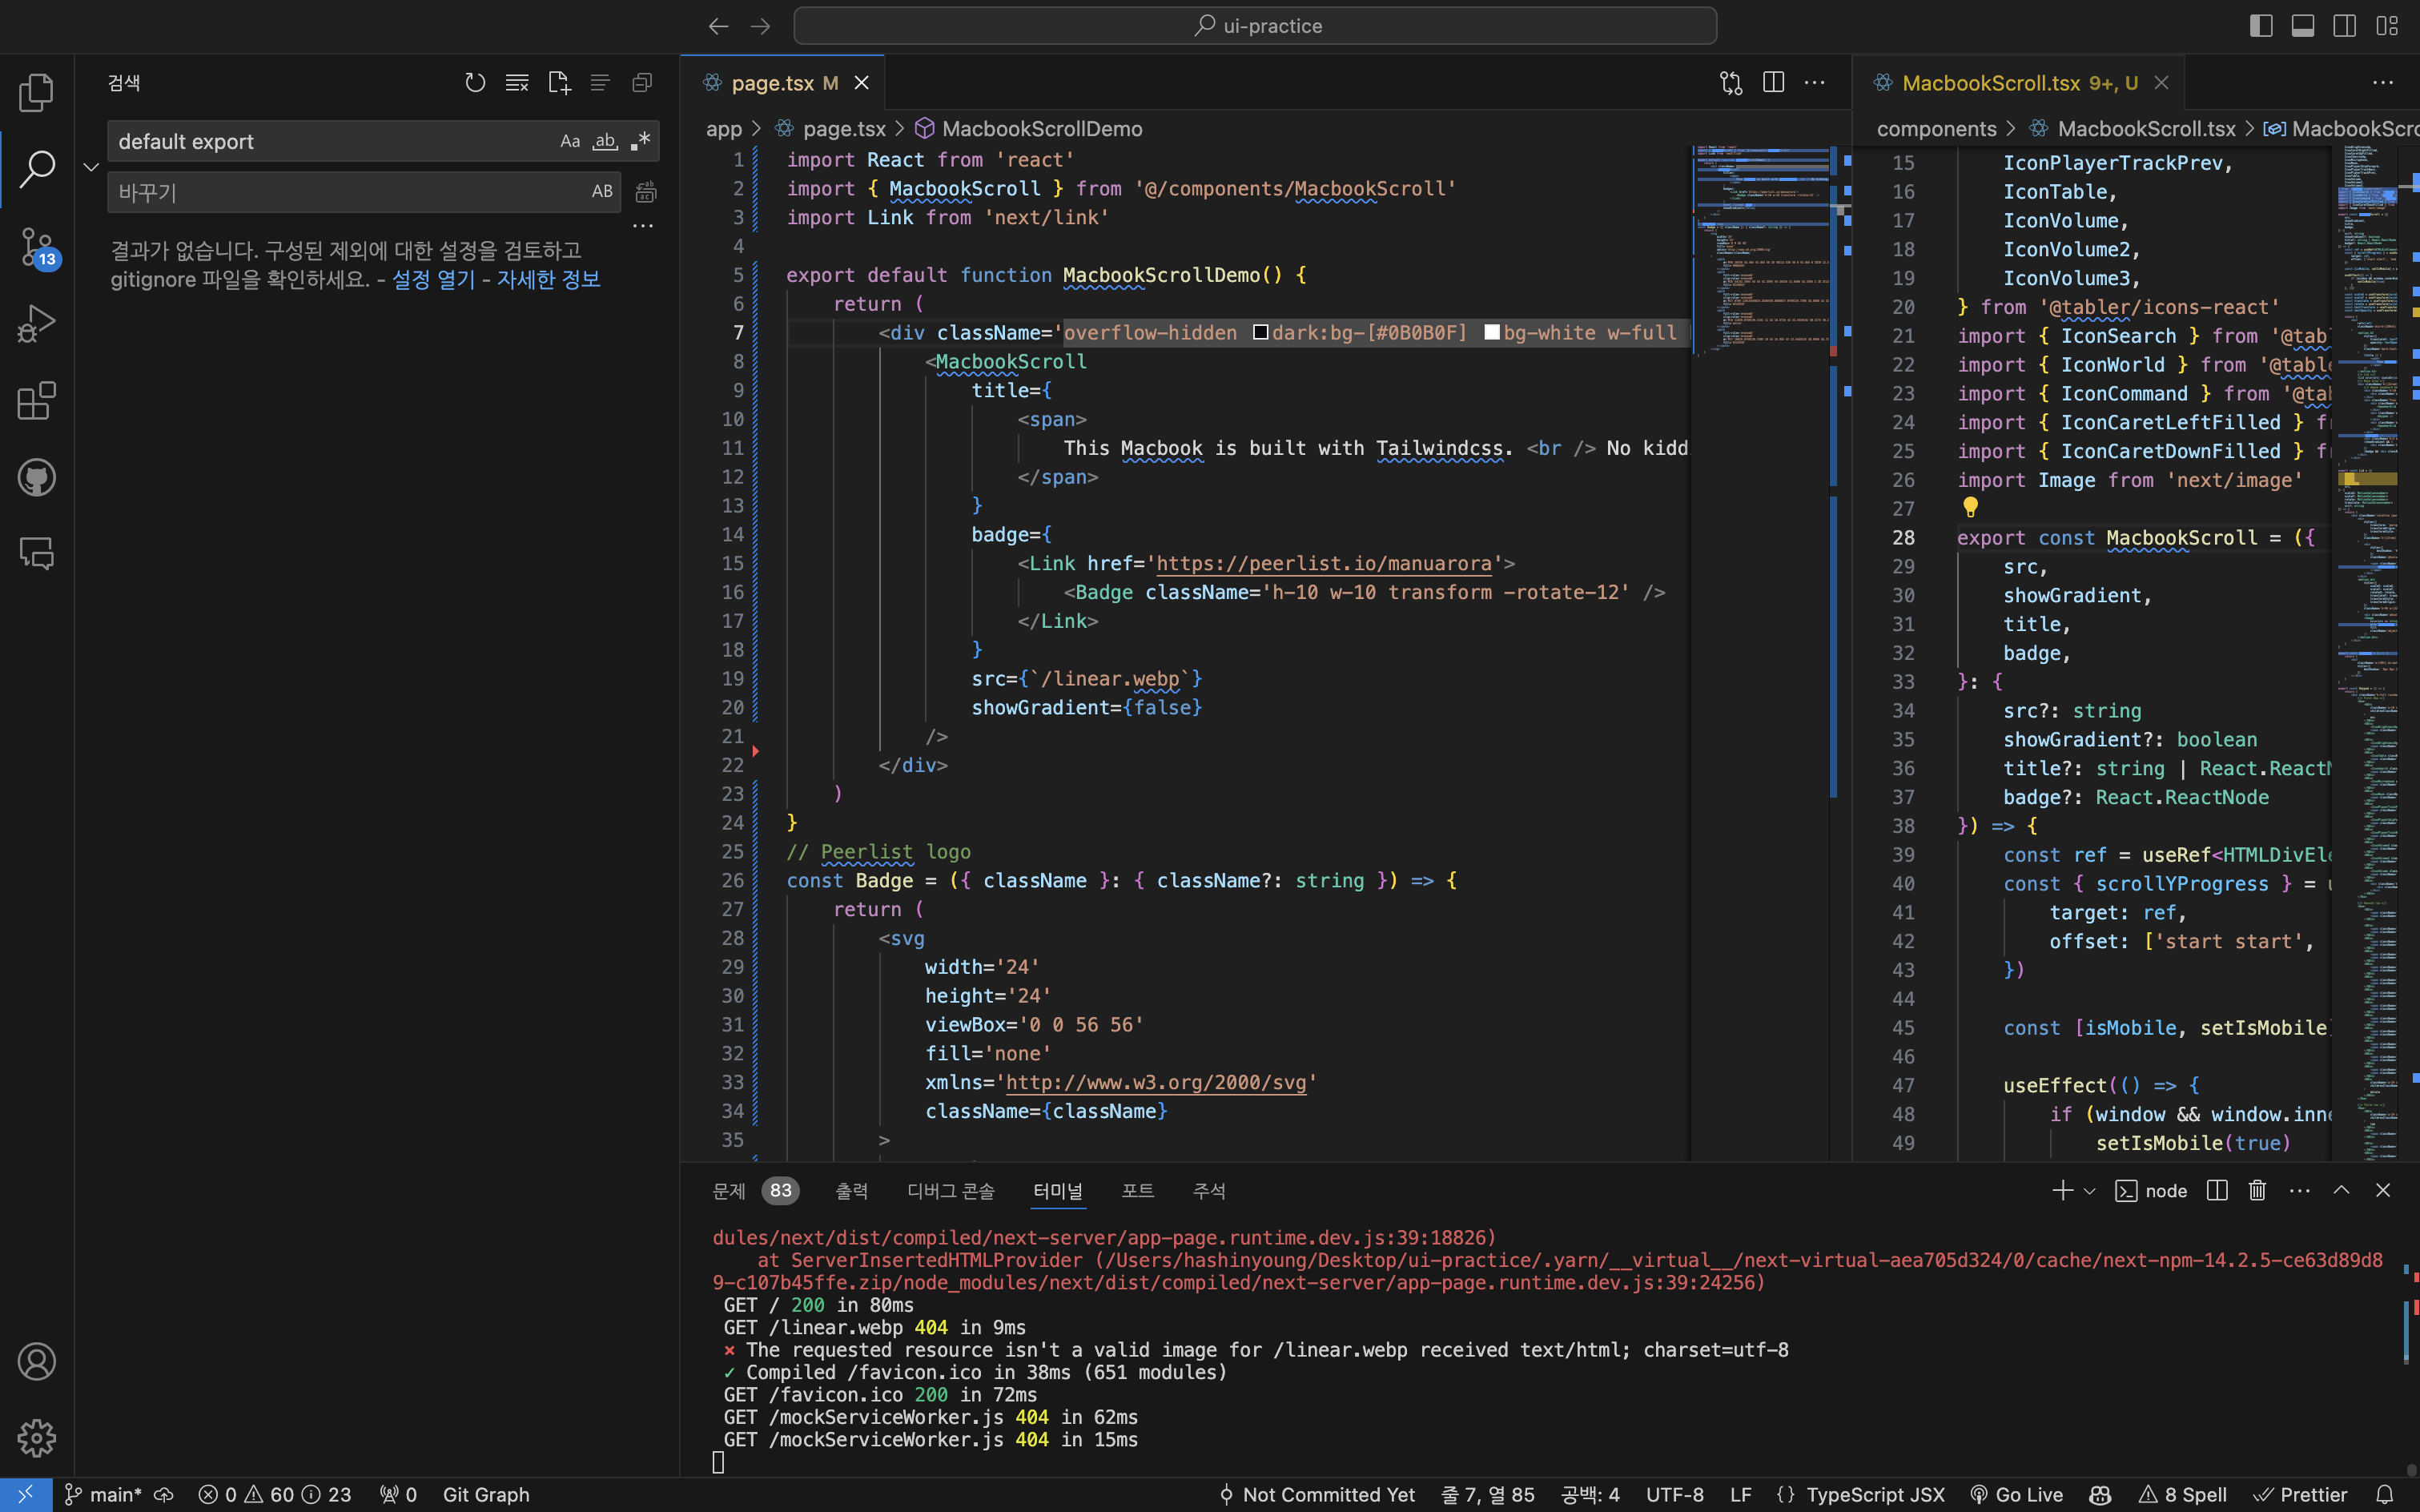 ui-practice
검색
default export
Aa ab
바꾸기
AB
결과가 없습니다. 구성된 제외에 대한 설정을 검토하고
gitignore 파일을 확인하세요. - 설정 열기 - 자세한 정보
13
page.tsx M
app > page.tsx > MacbookScrollDemo
1 import React from 'react'
2 import { MacbookScroll } from '@/components/MacbookScroll'
3 import Link from 'next/link'
4
5 export default function MacbookScrollDemo() {
6 return (
7 <div className='overflow-hidden dark:bg-[#0B0B0F] bg-white w-full
8 <MacbookScroll
9 title={
10 <span>
11 This Macbook is built with Tailwindcss. <br /> No kidd
12 </span>
13 }
14 badge={
15 <Link href='https://peerlist.io/manuarora'>
16 <Badge className='h-10 w-10 transform -rotate-12' />
17 </Link>
18 }
19 src={`/linear.webp`}
20 showGradient={false}
21 />
22 </div>
23 )
24 }
25 // Peerlist logo
26 const Badge = ({ className }: { className?: string }) => {
27 return (
28 <svg
29 width='24'
30 height='24'
31 viewBox='0 0 56 56'
32 fill='none'
33 xmlns='http://www.w3.org/2000/svg'
34 className={className}
35 >
MacbookScroll.tsx 9+, U
components > MacbookScroll.tsx > MacbookScro
15 IconPlayerTrackPrev,
16 IconTable,
17 IconVolume,
18 IconVolume2,
19 IconVolume3,
20 } from '@tabler/icons-react'
21 import { IconSearch } from '@tab
22 import { IconWorld } from '@table
23 import { IconCommand } from '@tab
24 import { IconCaretLeftFilled } f
25 import { IconCaretDownFilled } f
26 import Image from 'next/image'
27
28 export const MacbookScroll = ({
29 src,
30 showGradient,
31 title,
32 badge,
33 }: {
34 src?: string
35 showGradient?: boolean
36 title?: string | React.React
37 badge?: React.ReactNode
38 }) => {
39 const ref = useRef<HTMLDivEle
40 const { scrollYProgress } = u
41 target: ref,
42 offset: ['start start',
43 })
44
45 const [isMobile, setIsMobile]
46
47 useEffect(() => {
48 if (window && window.inne
49 setIsMobile(true)
문제 83 출력 디버그 콘솔 터미널 포트 주석
node
dules/next/dist/compiled/next-server/app-page.runtime.dev.js:39:18826)
at ServerInsertedHTMLProvider (/Users/hashinyoung/Desktop/ui-practice/.yarn/__virtual__/next-virtual-aea705d324/0/cache/next-npm-14.2.5-ce63d89d8
9-c107b45ffe.zip/node_modules/next/dist/compiled/next-server/app-page.runtime.dev.js:39:24256)
GET / 200 in 80ms
GET /linear.webp 404 in 9ms
⨯ The requested resource isn't a valid image for /linear.webp received text/html; charset=utf-8
✓ Compiled /favicon.ico in 38ms (651 modules)
GET /favicon.ico 200 in 72ms
GET /mockServiceWorker.js 404 in 62ms
GET /mockServiceWorker.js 404 in 15ms
main* 0 60 23 0 Git Graph Not Committed Yet 줄 7, 열 85 공백: 4 UTF-8 LF {} TypeScript JSX Go Live 8 Spell Prettier